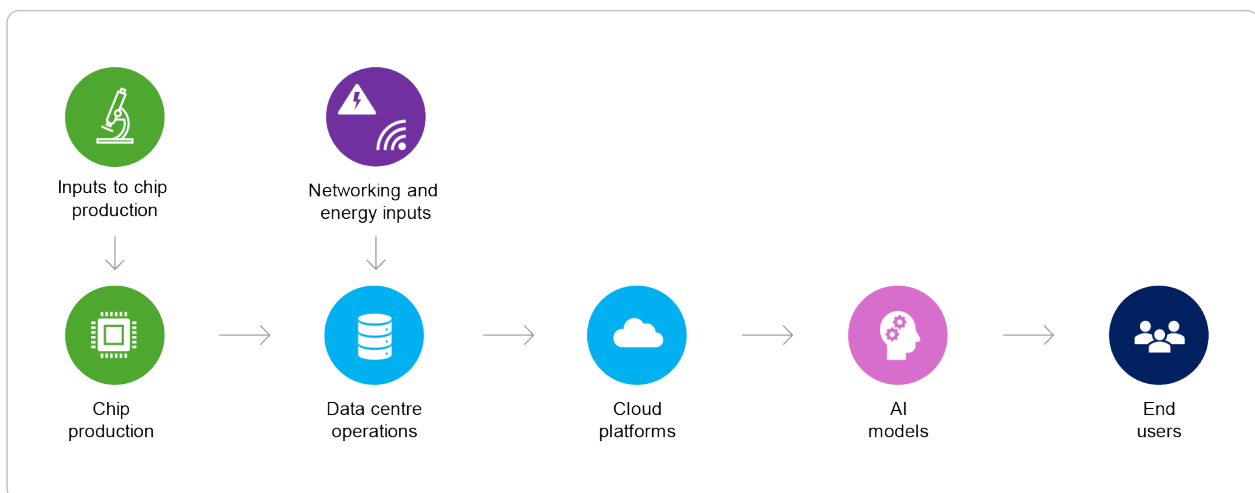 Inputs to chip
production
Networking and
energy inputs
Chip
production
Data centre
operations
Cloud
platforms
AI
models
End
users